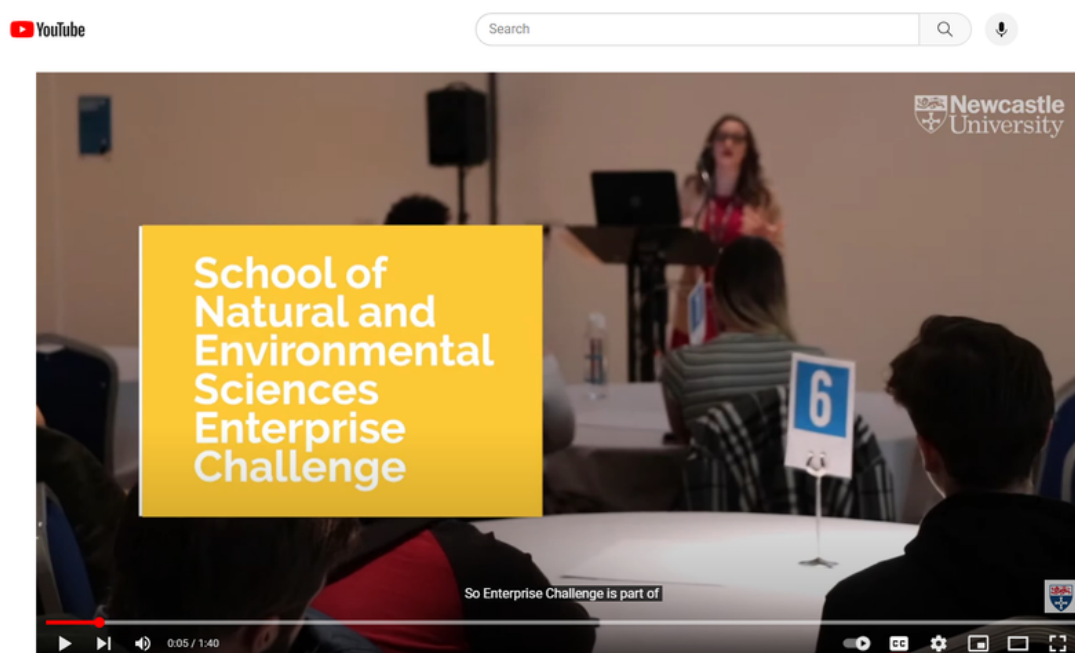 YouTube
Search
Newcastle
University
School of
Natural and
Environmental
Sciences
Enterprise
Challenge
6
So Enterprise Challenge is part of
0:05 / 1:40
CC